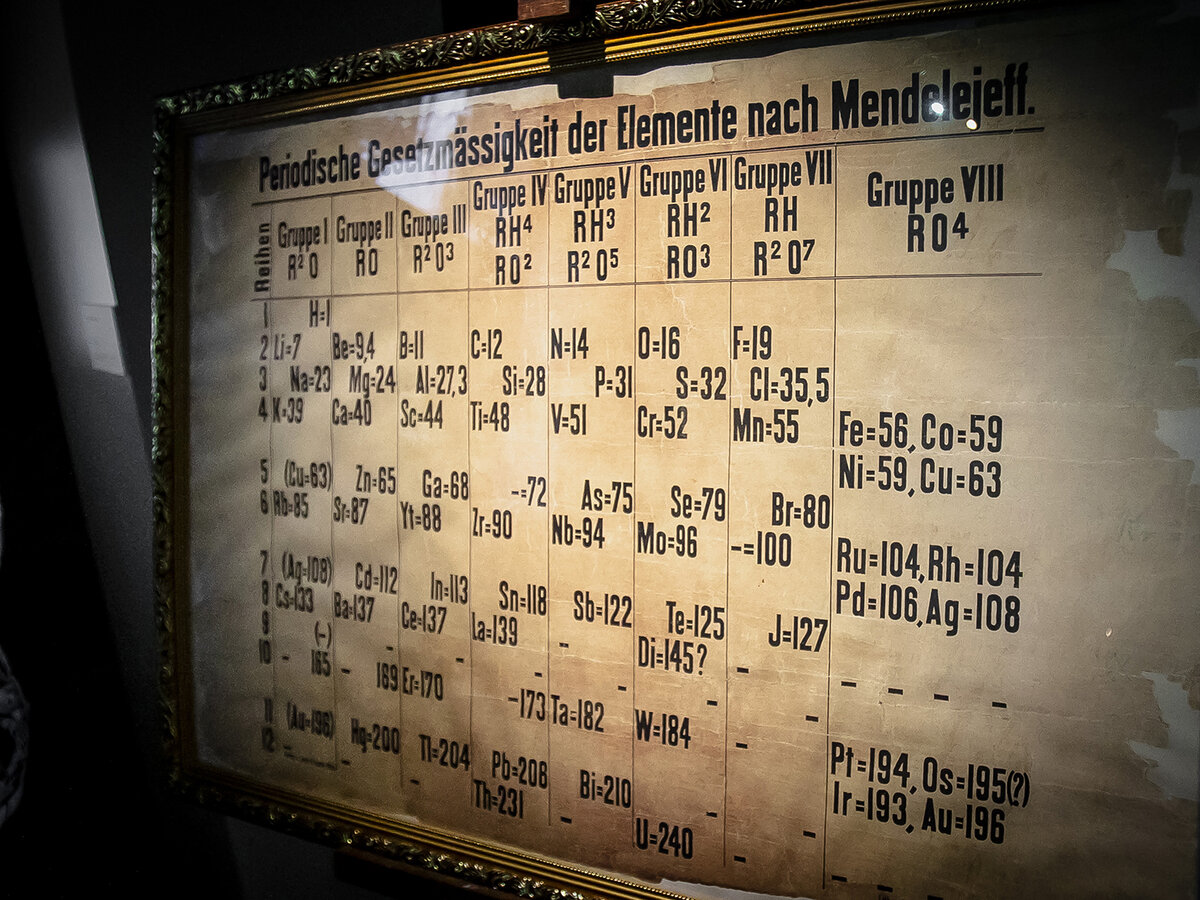 Periodische Gesetzmässigkeit der Elemente nach Mendelejeff.
Reihen Gruppe I R²O Gruppe II RO Gruppe III R²O³ Gruppe IV RH⁴ RO² Gruppe V RH³ R²O⁵ Gruppe VI RH² RO³ Gruppe VII RH R²O⁷ Gruppe VIII RO⁴
1 H=1
2 Li=7 Be=9,4 B=11 C=12 N=14 O=16 F=19
3 Na=23 Mg=24 Al=27,3 Si=28 P=31 S=32 Cl=35,5
4 K=39 Ca=40 Sc=44 Ti=48 V=51 Cr=52 Mn=55 Fe=56, Co=59
Ni=59, Cu=63
5 (Cu=63) Zn=65 Ga=68 -=72 As=75 Se=79 Br=80
6 Rb=85 Sr=87 Yt=88 Zr=90 Nb=94 Mo=96 -=100 Ru=104, Rh=104
Pd=106, Ag=108
7 (Ag=108) Cd=112 In=113 Sn=118 Sb=122 Te=125 J=127
8 Cs=133 Ba=137 Ce=137 La=139 - Di=145? - - - - -
9 (-) - - - - - -
10 - 165 - 169 Er=170 -173 Ta=182 W=184 - Pt=194, Os=195(?)
Ir=193, Au=196
11 (Au=196) Hg=200 Tl=204 Pb=206 Bi=210 - -
12 - - Th=231 - U=240 - - - - -